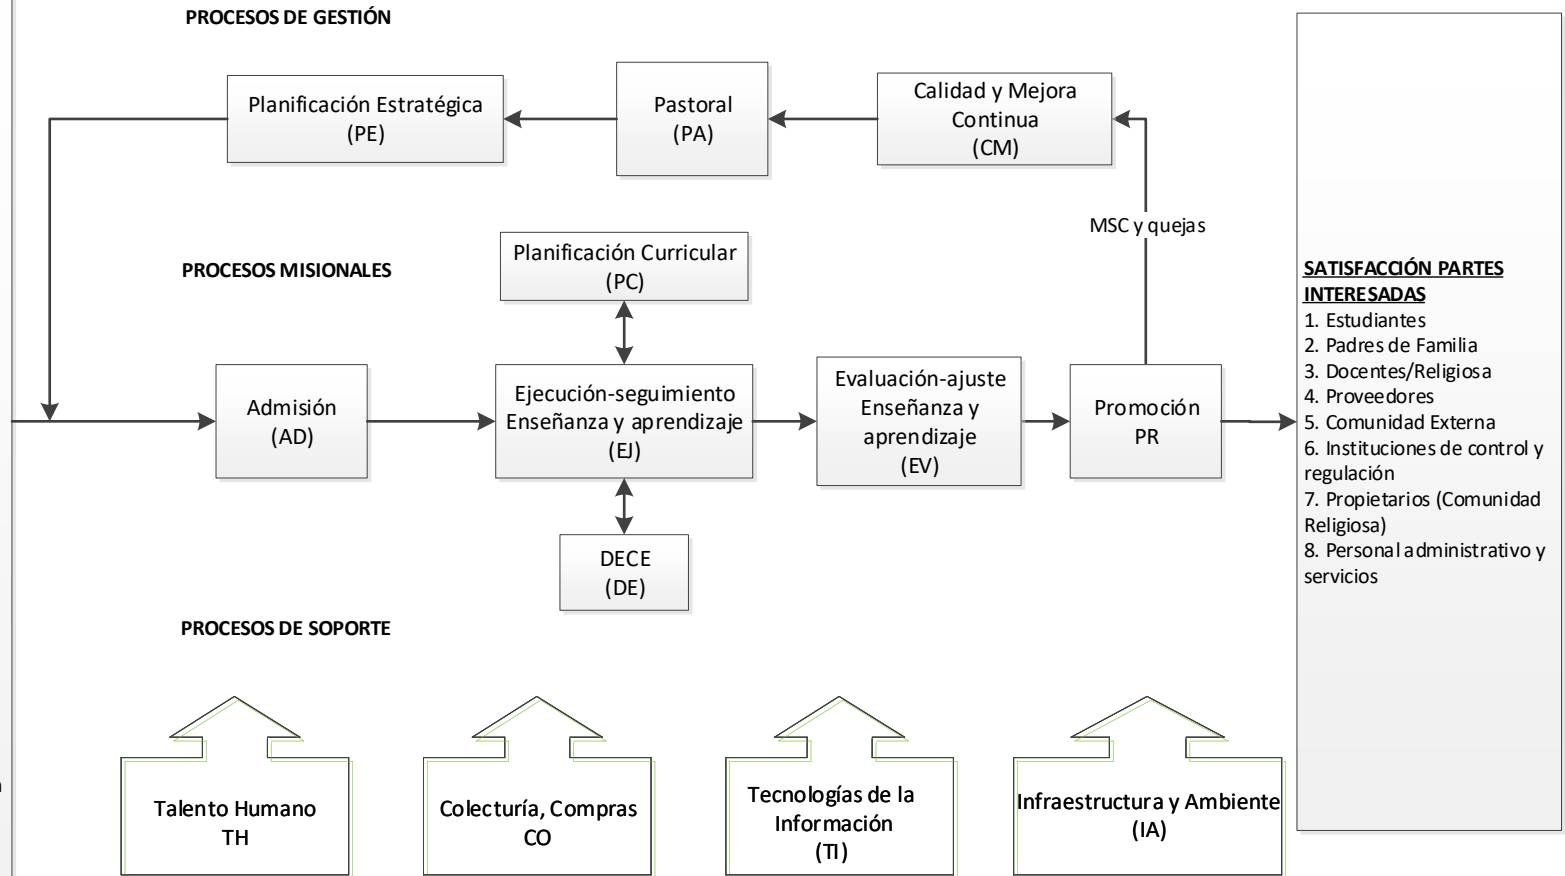 PROCESOS DE GESTIÓN
Planificación Estratégica
(PE)
Pastoral
(PA)
Calidad y Mejora
Continua
(CM)
MSC y quejas
PROCESOS MISIONALES
Planificación Curricular
(PC)
Admisión
(AD)
Ejecución-seguimiento
Enseñanza y aprendizaje
(EJ)
Evaluación-ajuste
Enseñanza y
aprendizaje
(EV)
Promoción
PR
DECE
(DE)
SATISFACCIÓN PARTES
INTERESADAS
1. Estudiantes
2. Padres de Familia
3. Docentes/Religiosa
4. Proveedores
5. Comunidad Externa
6. Instituciones de control y
regulación
7. Propietarios (Comunidad
Religiosa)
8. Personal administrativo y
servicios
PROCESOS DE SOPORTE
Talento Humano
TH
Colecturía, Compras
CO
Tecnologías de la
Información
(TI)
Infraestructura y Ambiente
(IA)